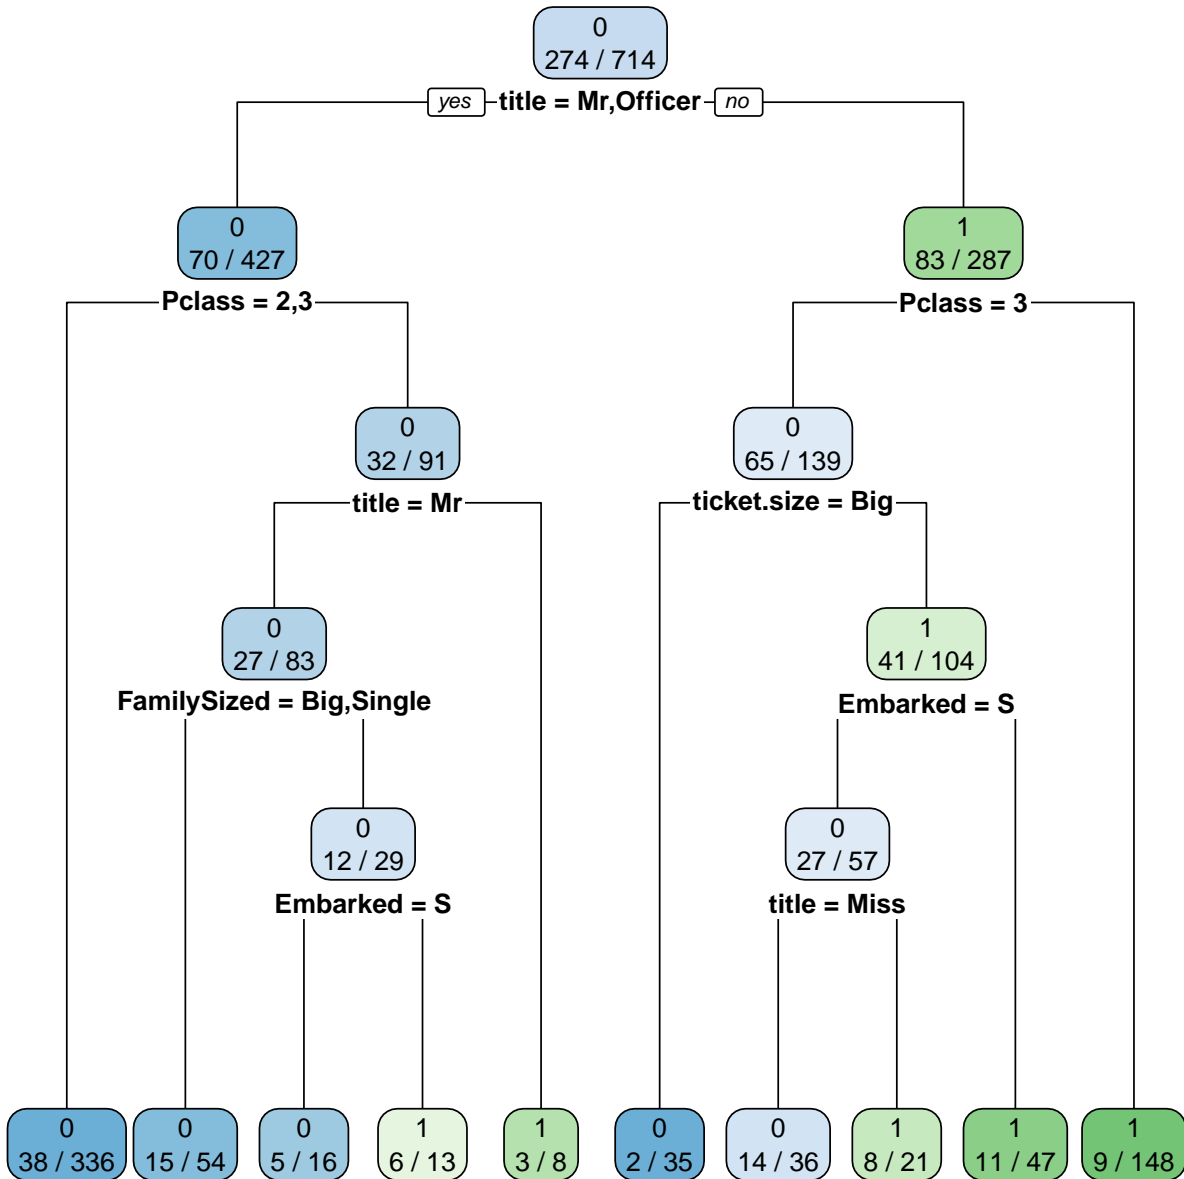 0
274 / 714
yes title = Mr,Officer no
0
70 / 427
Pclass = 2,3
1
83 / 287
Pclass = 3
0
32 / 91
title = Mr
0
65 / 139
ticket.size = Big
0
27 / 83
FamilySized = Big,Single
1
41 / 104
Embarked = S
0
12 / 29
Embarked = S
0
27 / 57
title = Miss
0
38 / 336
0
15 / 54
0
5 / 16
1
6 / 13
1
3 / 8
0
2 / 35
0
14 / 36
1
8 / 21
1
11 / 47
1
9 / 148